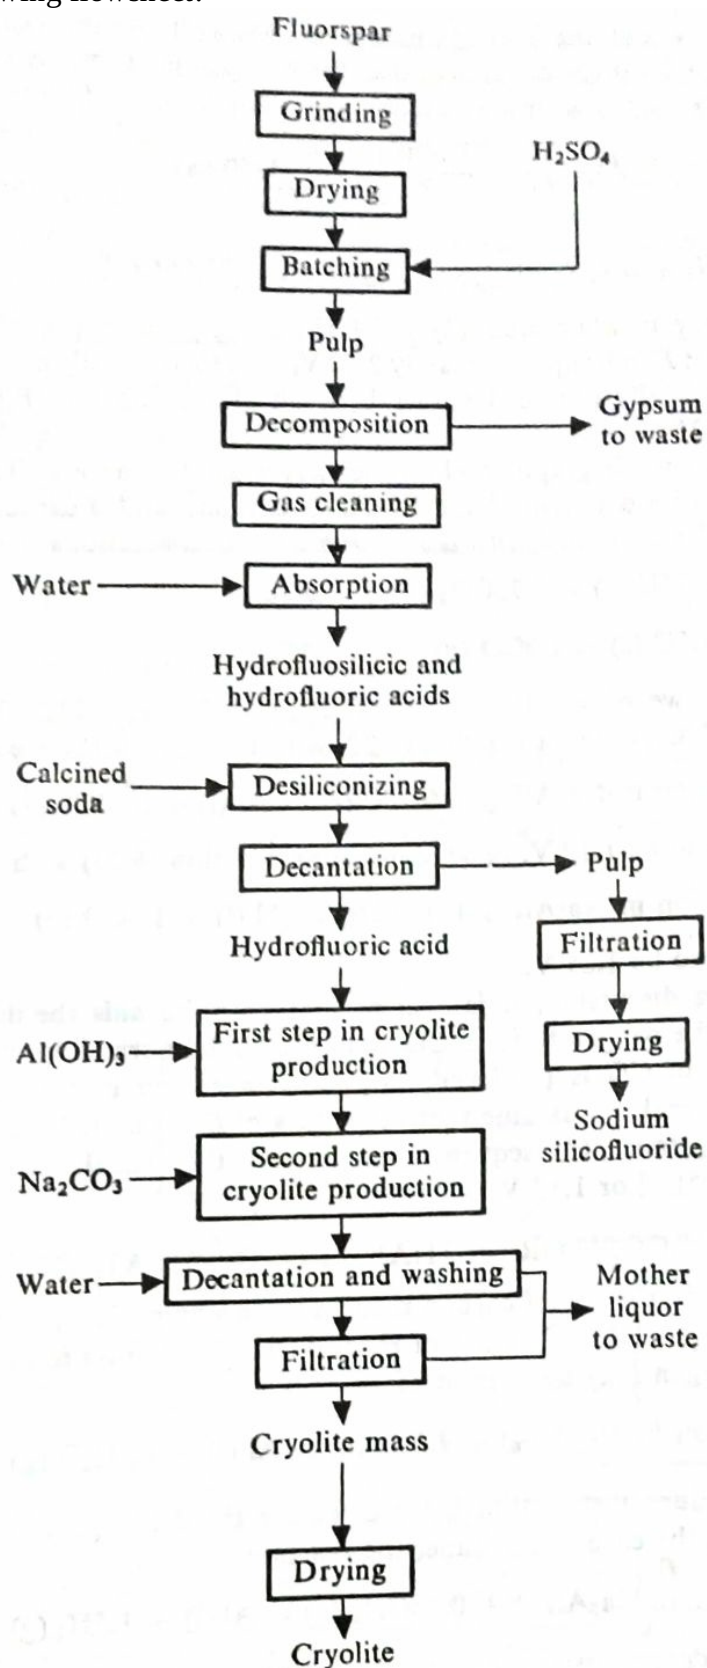 Fluorspar
Grinding
H₂SO₄
Drying
Batching
Pulp
Decomposition
Gypsum
to waste
Gas cleaning
Water
Absorption
Hydrofluosilicic and
hydrofluoric acids
Calcined
soda
Desiliconizing
Decantation
Pulp
Hydrofluoric acid
Filtration
Al(OH)₃
First step in cryolite
production
Drying
Sodium
silicofluoride
Na₂CO₃
Second step in
cryolite production
Water
Decantation and washing
Mother
liquor
to waste
Filtration
Cryolite mass
Drying
Cryolite